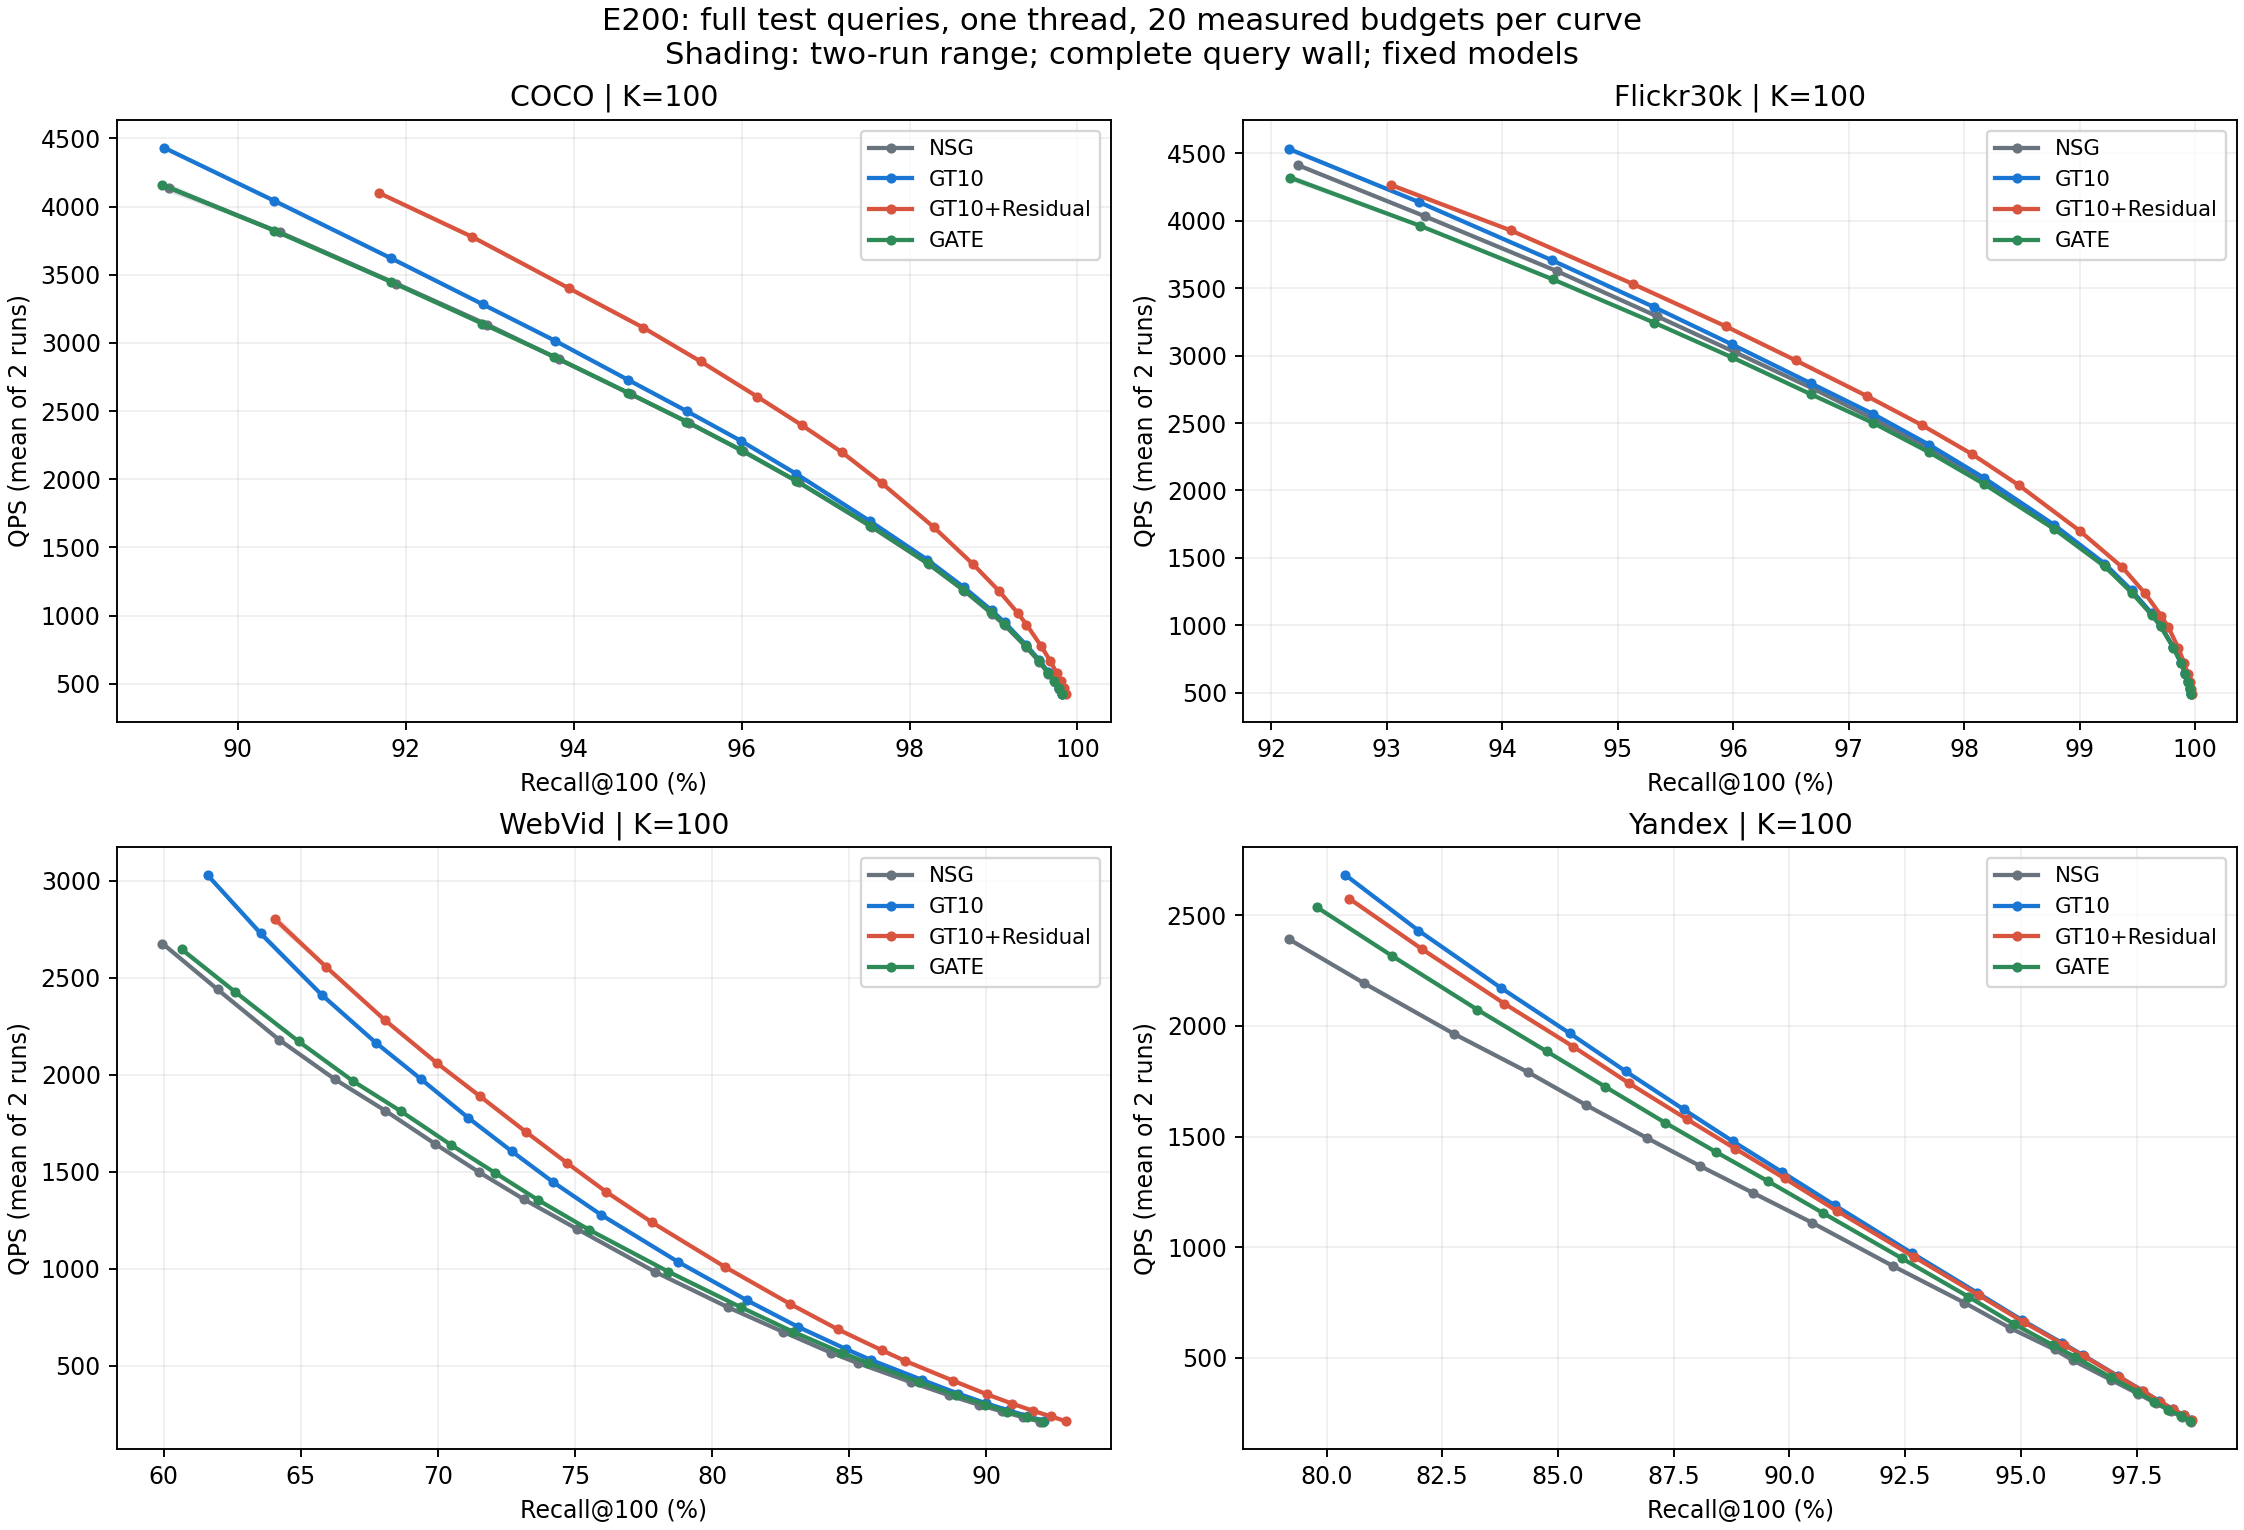 E200: full test queries, one thread, 20 measured budgets per curve
Shading: two-run range; complete query wall; fixed models
COCO | K=100
QPS (mean of 2 runs)
4500
4000
3500
3000
2500
2000
1500
1000
500
NSG
GT10
GT10+Residual
GATE
90
92
94
96
98
100
Recall@100 (%)
Flickr30k | K=100
QPS (mean of 2 runs)
4500
4000
3500
3000
2500
2000
1500
1000
500
NSG
GT10
GT10+Residual
GATE
92
93
94
95
96
97
98
99
100
Recall@100 (%)
WebVid | K=100
QPS (mean of 2 runs)
3000
2500
2000
1500
1000
500
NSG
GT10
GT10+Residual
GATE
60
65
70
75
80
85
90
Recall@100 (%)
Yandex | K=100
QPS (mean of 2 runs)
2500
2000
1500
1000
500
NSG
GT10
GT10+Residual
GATE
80.0
82.5
85.0
87.5
90.0
92.5
95.0
97.5
Recall@100 (%)